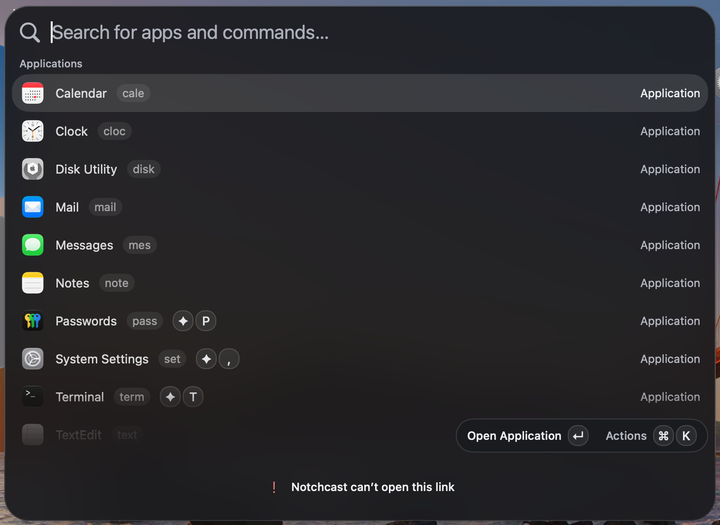 Search for apps and commands...
Applications
Calendar cale Application
Clock cloc Application
Disk Utility disk Application
Mail mail Application
Messages mes Application
Notes note Application
Passwords pass ✦ P Application
System Settings set ✦ , Application
Terminal term ✦ T Application
TextEdit text
Open Application ↵ Actions ⌘ K
! Notchcast can’t open this link